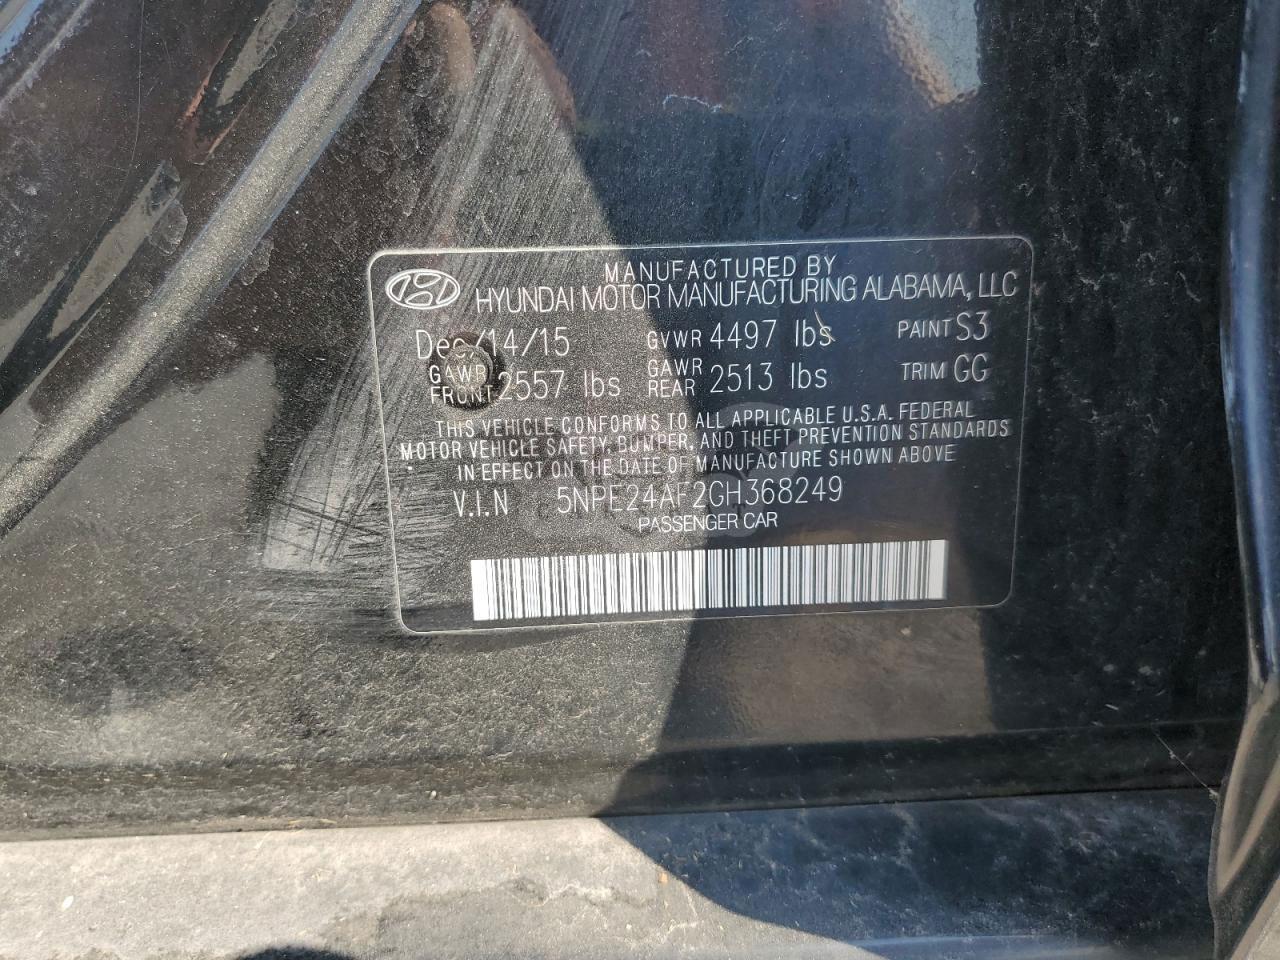 MANUFACTURED BY
HYUNDAI MOTOR MANUFACTURING ALABAMA, LLC
Dec/14/15 GVWR 4497 lbs PAINT S3
GAWR FRONT 2557 lbs GAWR REAR 2513 lbs TRIM GG
THIS VEHICLE CONFORMS TO ALL APPLICABLE U.S.A. FEDERAL
MOTOR VEHICLE SAFETY, BUMPER, AND THEFT PREVENTION STANDARDS
IN EFFECT ON THE DATE OF MANUFACTURE SHOWN ABOVE
V.I.N 5NPE24AF2GH368249
PASSENGER CAR